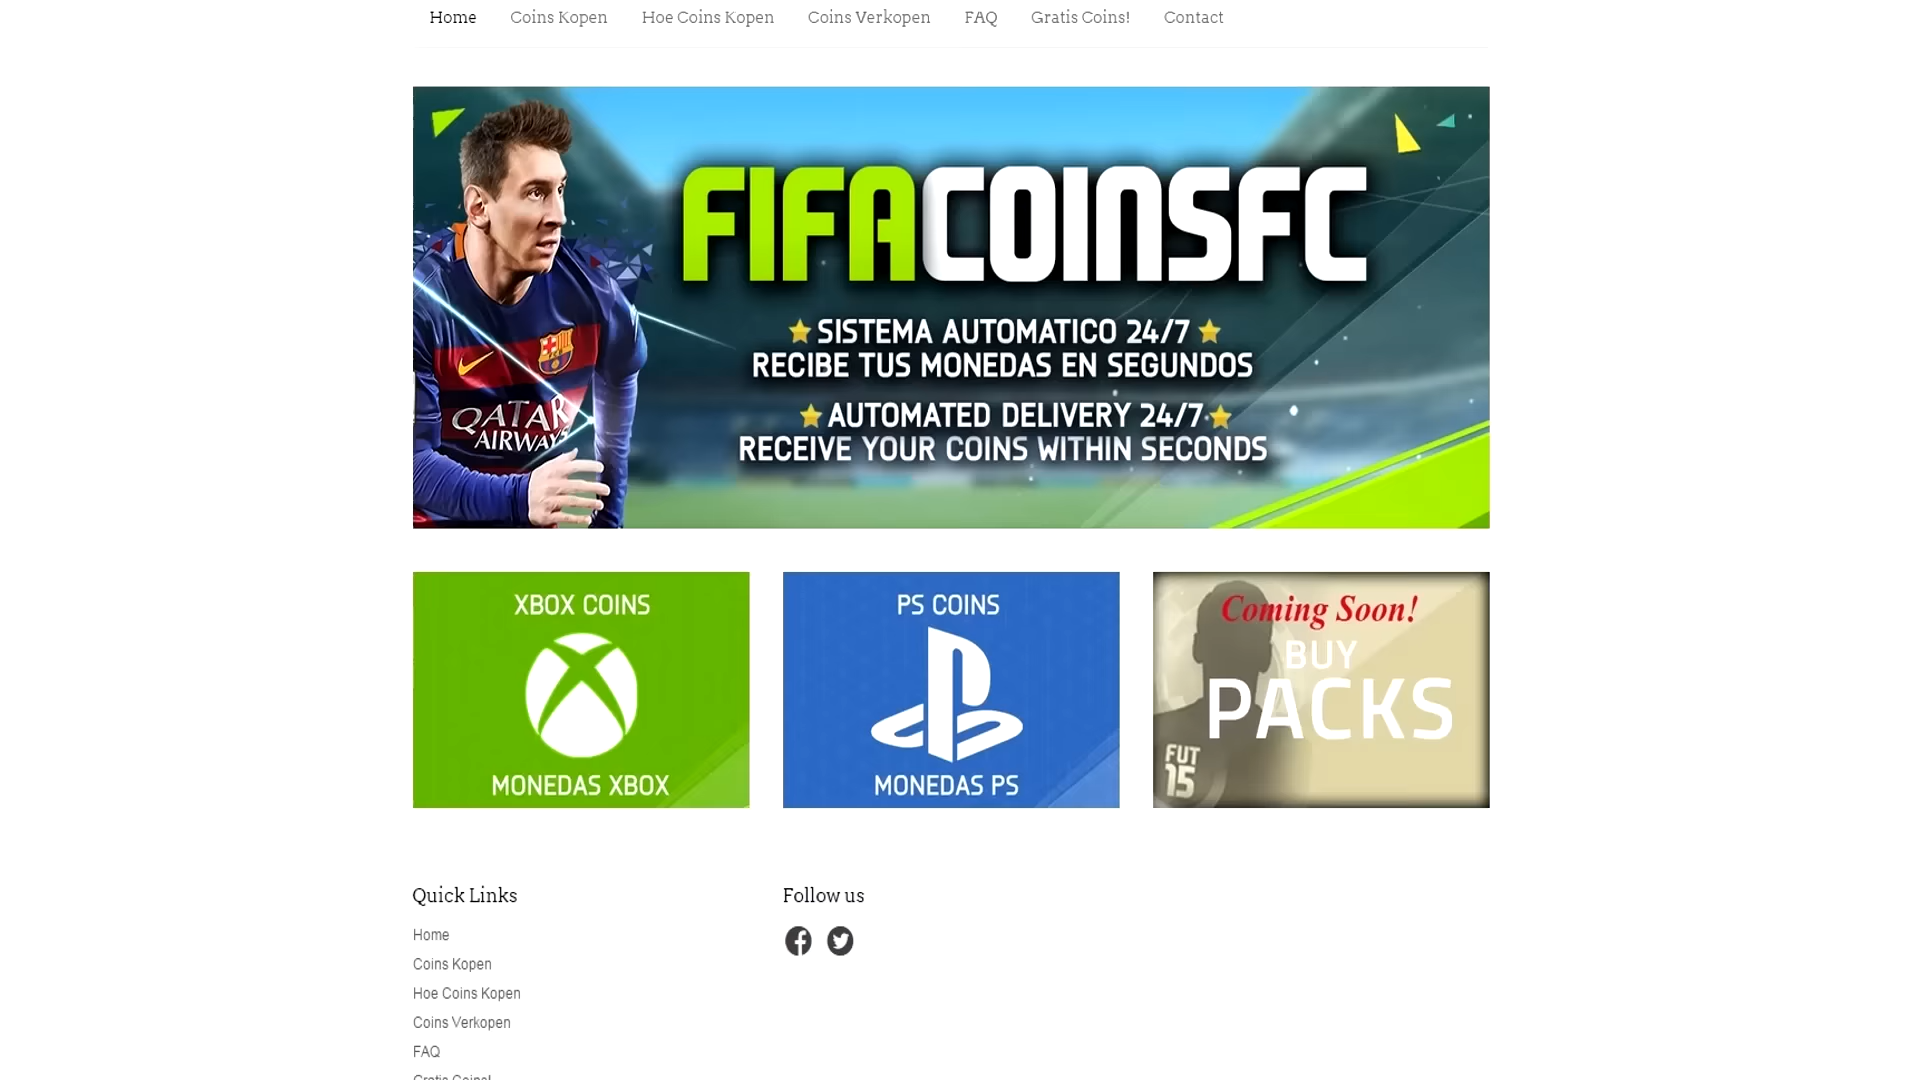 Home Coins Kopen Hoe Coins Kopen Coins Verkopen FAQ Gratis Coins! Contact
FIFACOINSFC
SISTEMA AUTOMATICO 24/7
RECIBE TUS MONEDAS EN SEGUNDOS
AUTOMATED DELIVERY 24/7
RECEIVE YOUR COINS WITHIN SECONDS
QATAR
AIRWAYS
XBOX COINS
MONEDAS XBOX
PS COINS
MONEDAS PS
Coming Soon!
BUY
PACKS
FUT
15
Quick Links
Home
Coins Kopen
Hoe Coins Kopen
Coins Verkopen
FAQ
Gratis Coins!
Follow us